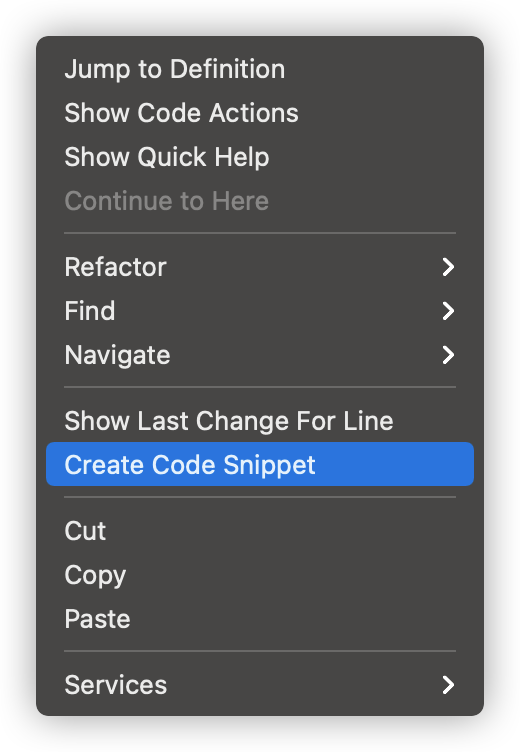 Jump to Definition
Show Code Actions
Show Quick Help
Continue to Here
Refactor
Find
Navigate
Show Last Change For Line
Create Code Snippet
Cut
Copy
Paste
Services